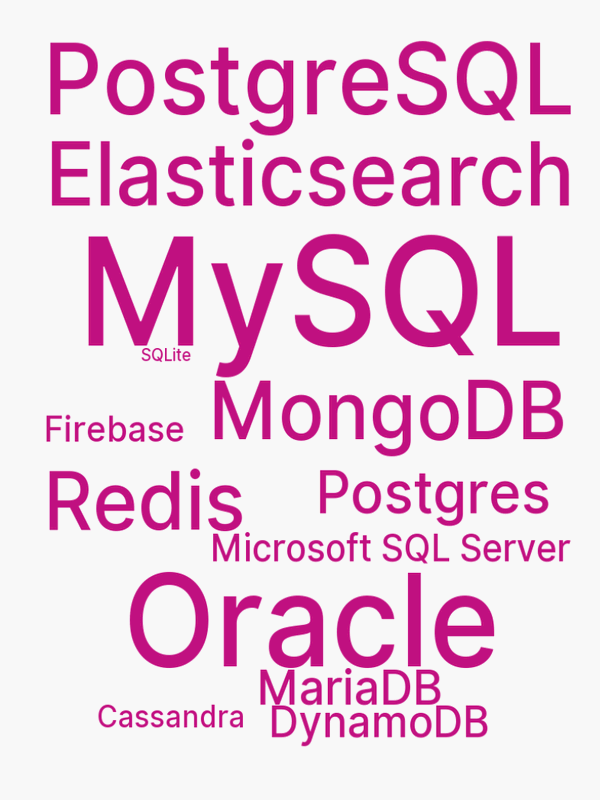 PostgreSQL
Elasticsearch
MySQL
SQLite
MongoDB
Firebase
Redis
Postgres
Microsoft SQL Server
Oracle
MariaDB
Cassandra
DynamoDB